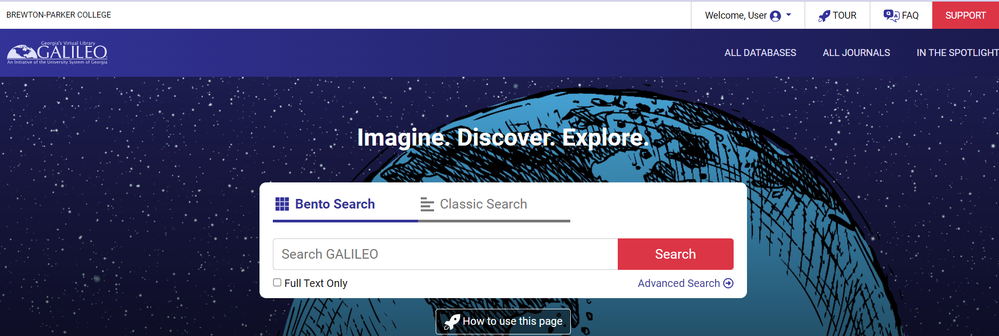 BREWTON-PARKER COLLEGE
Welcome, User
TOUR
FAQ
SUPPORT
Georgia's Virtual Library
GALILEO
An Initiative of the University System of Georgia
ALL DATABASES
ALL JOURNALS
IN THE SPOTLIGHT
Imagine. Discover. Explore.
Bento Search
Classic Search
Search GALILEO
Search
Full Text Only
Advanced Search
How to use this page